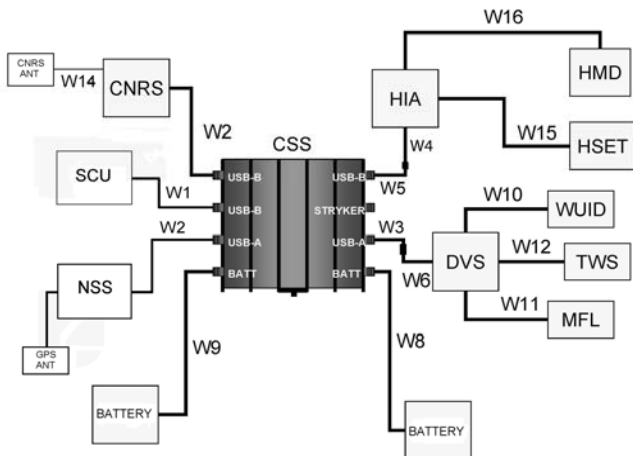 W16
CNRS
ANT
W14
CNRS
HIA
HMD
W2
CSS
W4
W15
HSET
SCU
W1
USB-B
USB-B
USB-A
BATT
USB-B
STRYKER
USB-A
BATT
W5
W3
W10
WUID
W2
NSS
W6
DVS
W12
TWS
W11
MFL
GPS
ANT
W9
W8
BATTERY
BATTERY